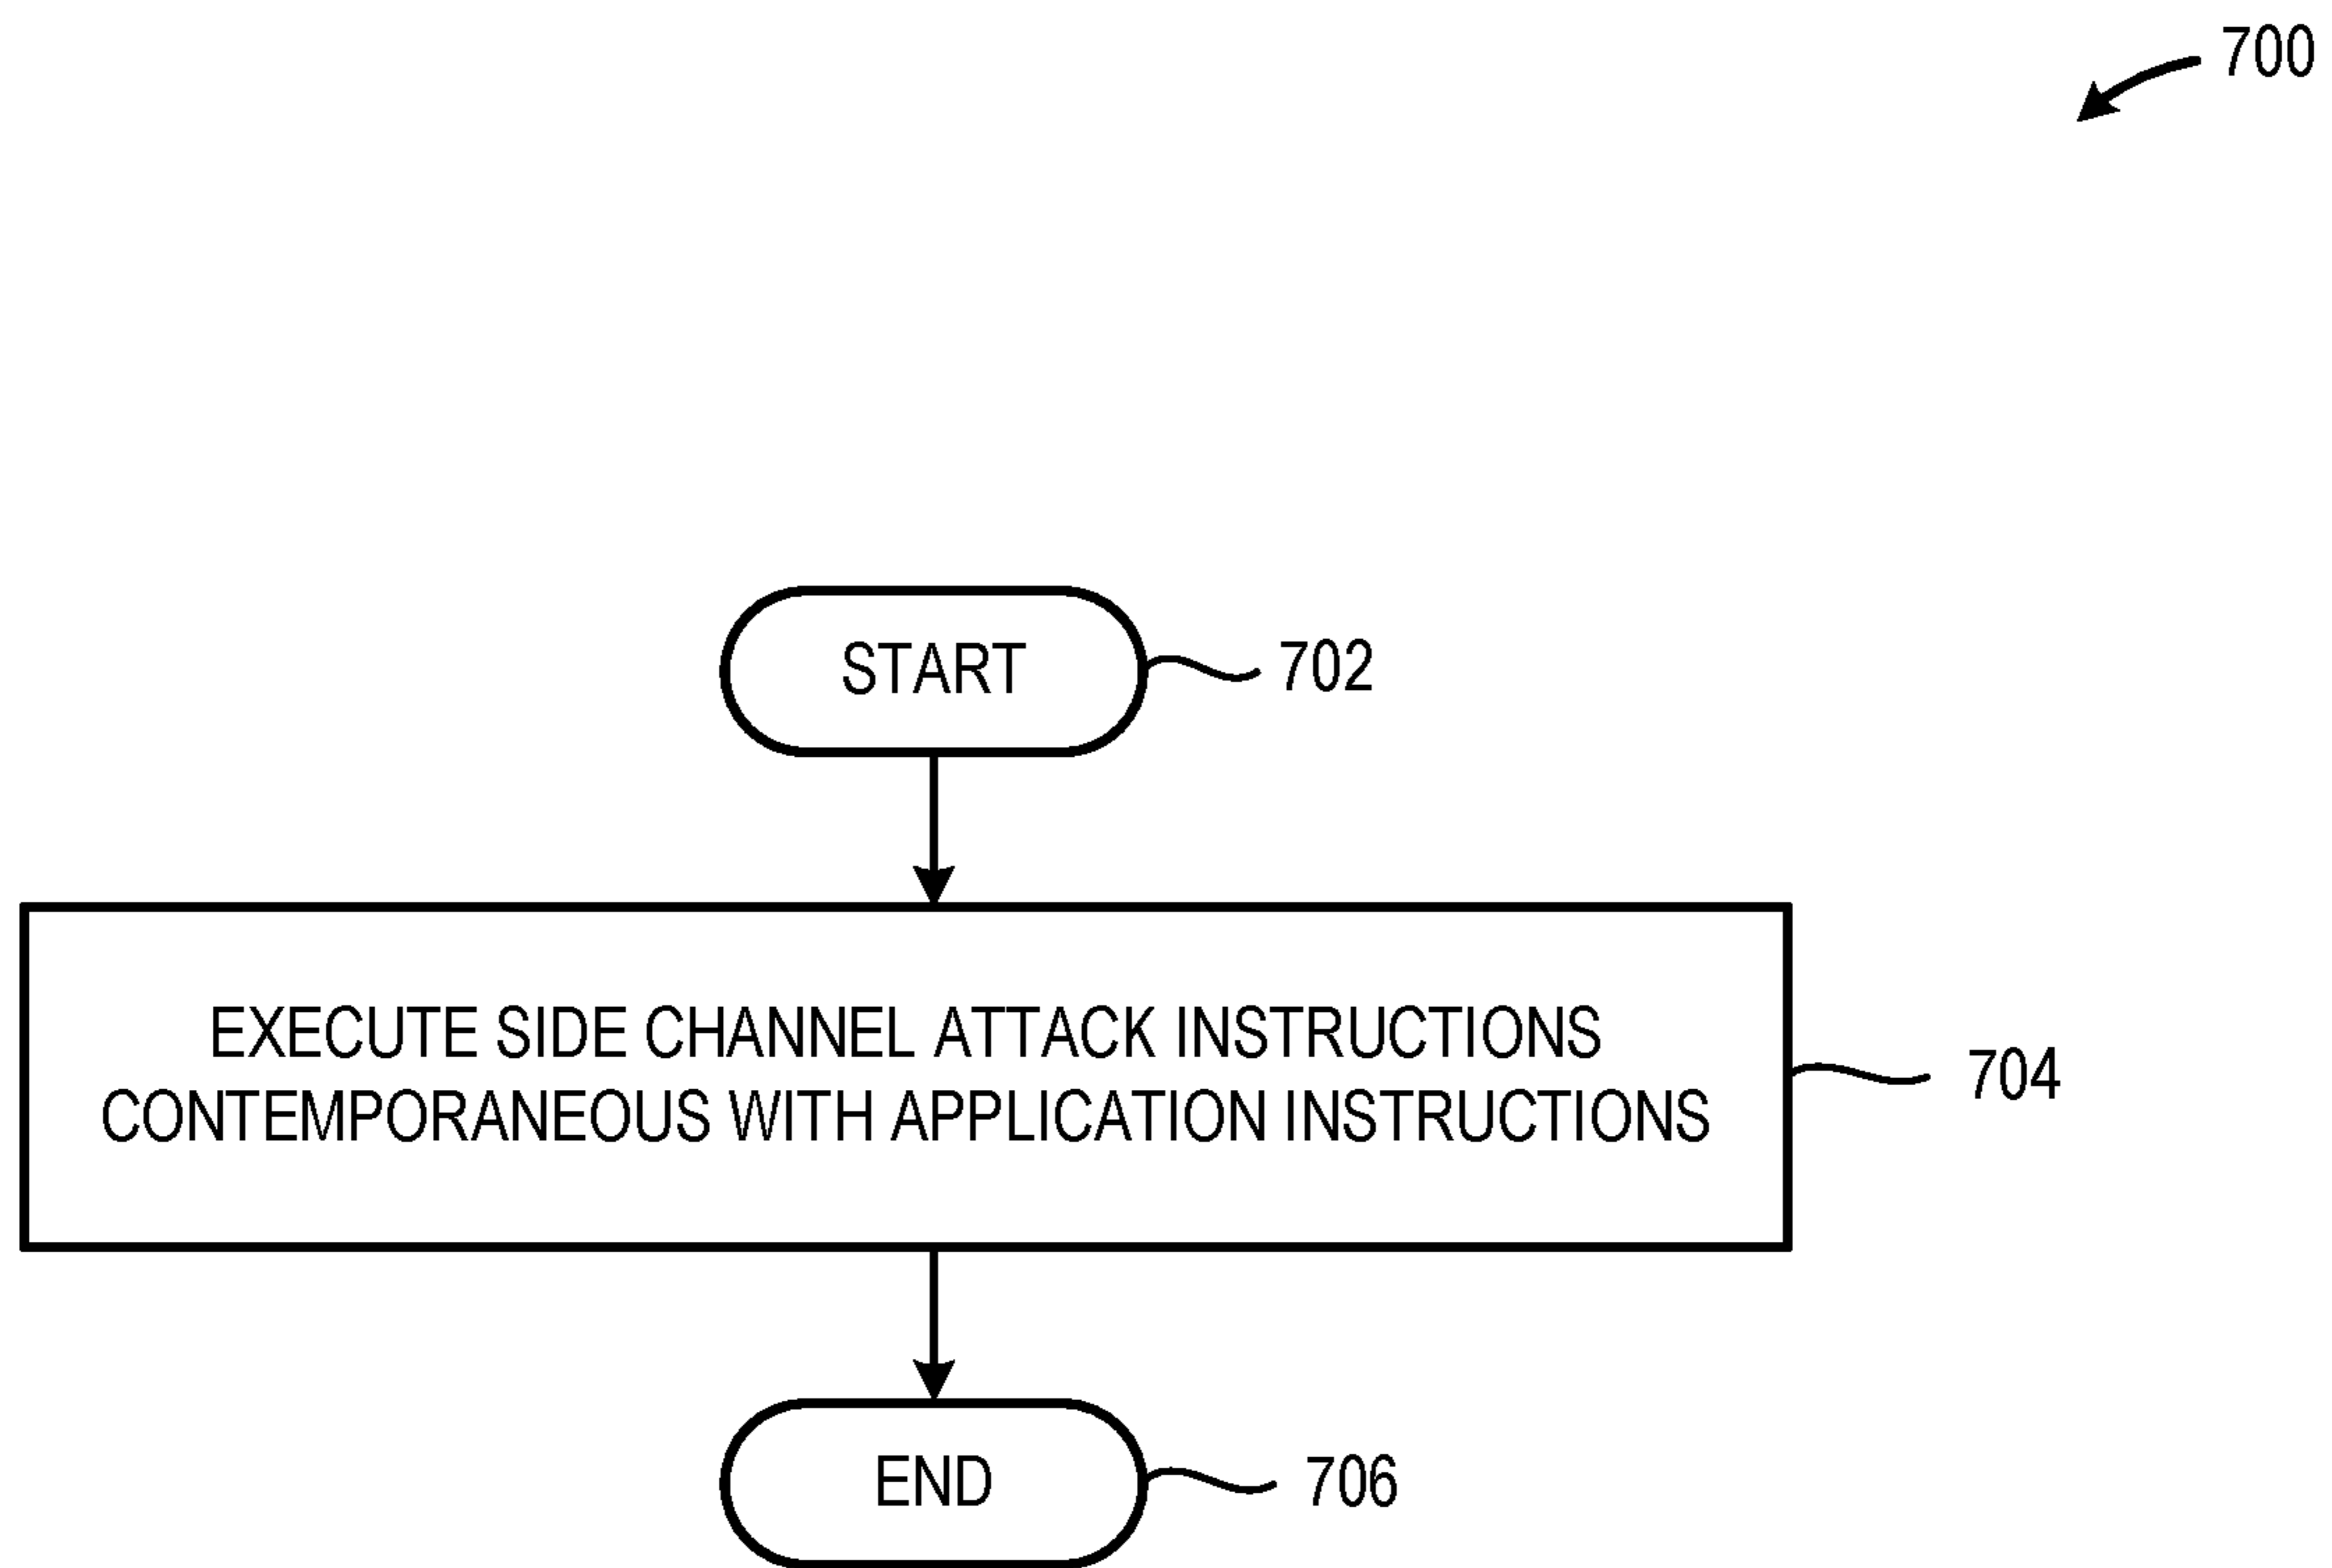 700
START
702
EXECUTE SIDE CHANNEL ATTACK INSTRUCTIONS
CONTEMPORANEOUS WITH APPLICATION INSTRUCTIONS
704
END
706